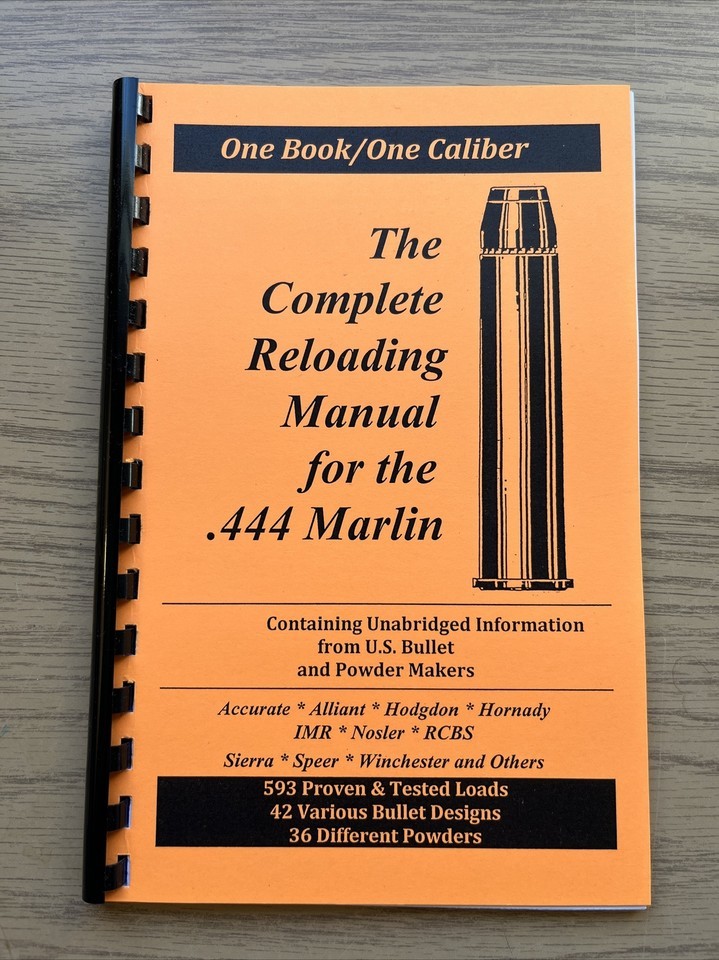 One Book/One Caliber
The
Complete
Reloading
Manual
for the
.444 Marlin
Containing Unabridged Information
from U.S. Bullet
and Powder Makers
Accurate * Alliant * Hodgdon * Hornady
IMR * Nosler * RCBS
Sierra * Speer * Winchester and Others
593 Proven & Tested Loads
42 Various Bullet Designs
36 Different Powders